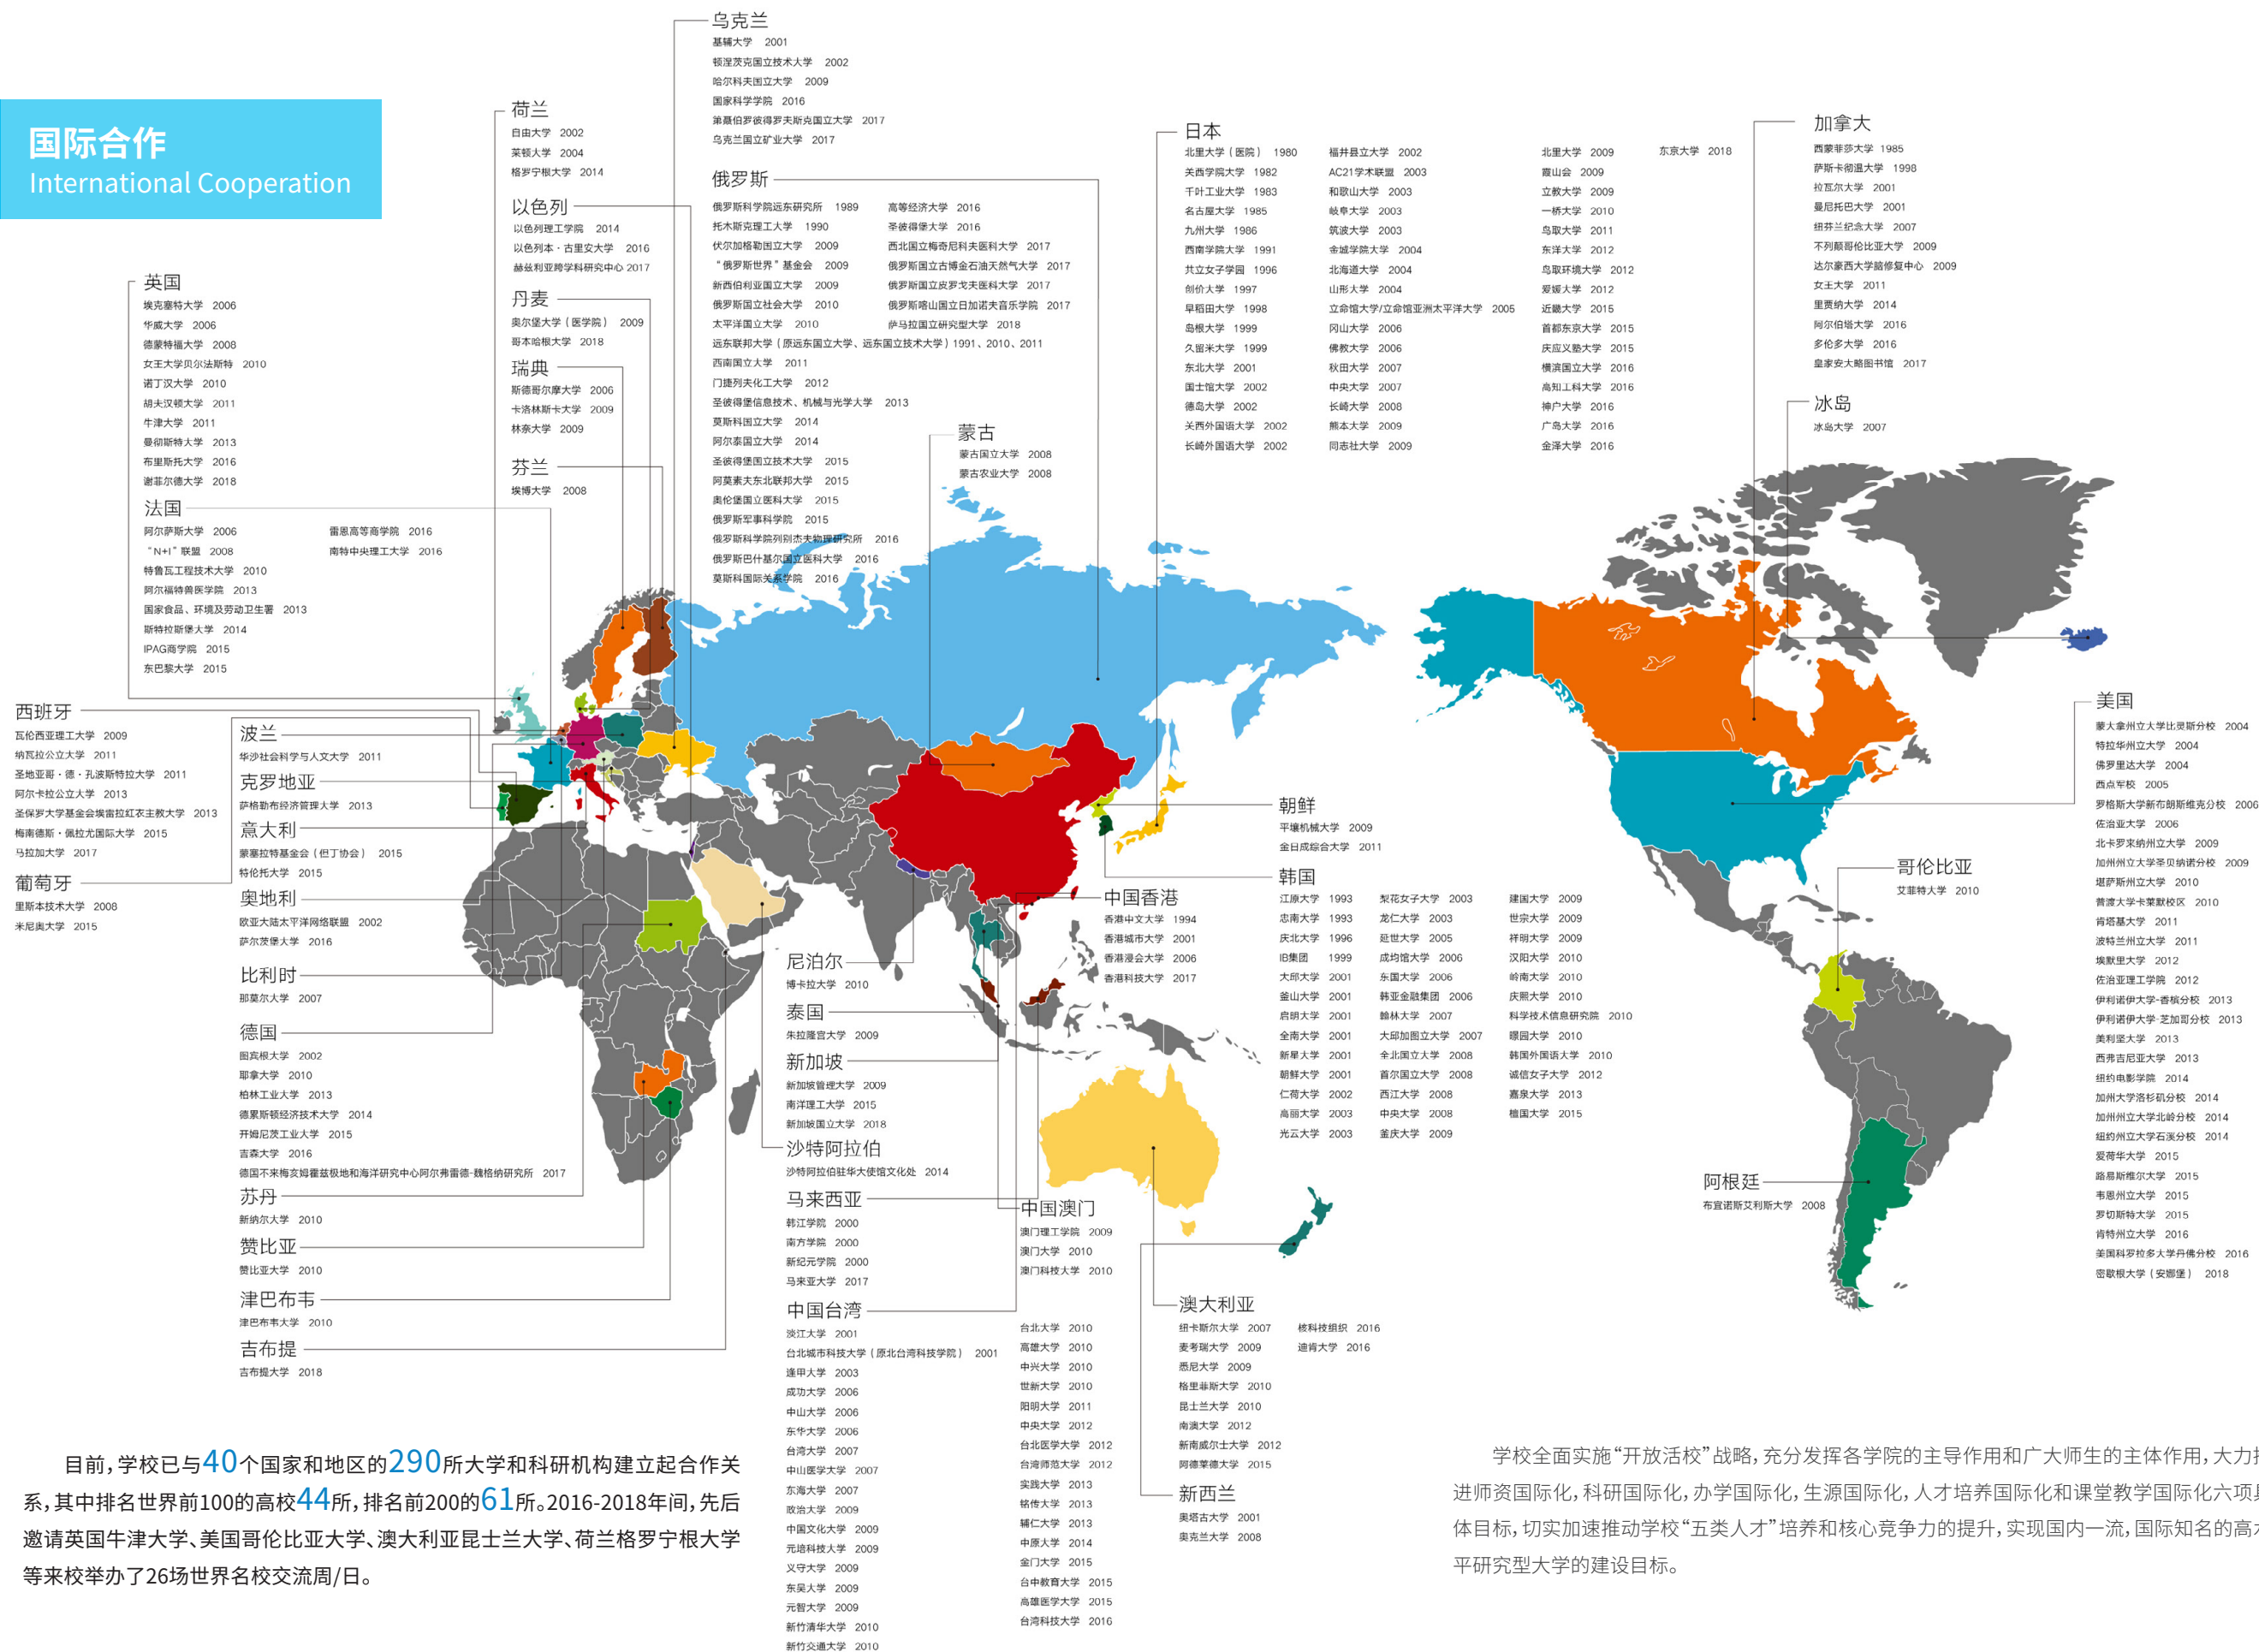 国际合作
International Cooperation
乌克兰
基辅大学 2001
顿涅茨克国立技术大学 2002
哈尔科夫国立大学 2009
国家科学学院 2016
第聂伯罗彼得罗夫斯克国立大学 2017
乌克兰国立矿业大学 2017
荷兰
自由大学 2002
莱顿大学 2004
格罗宁根大学 2014
以色列
以色列理工学院 2014
以色列本·古里安大学 2016
赫兹利亚跨学科研究中心 2017
丹麦
奥尔堡大学（医学院） 2009
哥本哈根大学 2018
瑞典
斯德哥尔摩大学 2006
卡洛林斯卡大学 2009
林奈大学 2009
芬兰
埃博大学 2008
俄罗斯
俄罗斯科学院远东研究所 1989
托木斯克理工大学 1990
伏尔加格勒国立大学 2009
“俄罗斯世界”基金会 2009
新西伯利亚国立大学 2009
俄罗斯国立社会大学 2010
太平洋国立大学 2010
远东联邦大学（原远东国立大学、远东国立技术大学）1991、2010、2011
西南国立大学 2011
门捷列夫化工大学 2012
圣彼得堡信息技术、机械与光学大学 2013
莫斯科国立大学 2014
阿尔泰国立大学 2014
圣彼得堡国立技术大学 2015
阿莫索夫东北联邦大学 2015
奥伦堡国立医科大学 2015
俄罗斯军事科学院 2015
俄罗斯科学院列别杰夫物理研究所 2016
俄罗斯巴什基尔国立医科大学 2016
莫斯科国际关系学院 2016
高等经济大学 2016
圣彼得堡大学 2016
西北国立梅奇尼科夫医科大学 2017
俄罗斯国立古博金石油天然气大学 2017
俄罗斯国立皮罗戈夫医科大学 2017
俄罗斯喀山国立日加诺夫音乐学院 2017
萨马拉国立研究型大学 2018
蒙古
蒙古国立大学 2008
蒙古农业大学 2008
日本
北里大学（医院） 1980
关西学院大学 1982
千叶工业大学 1983
名古屋大学 1985
九州大学 1986
西南学院大学 1991
共立女子学园 1996
创价大学 1997
早稻田大学 1998
岛根大学 1999
久留米大学 1999
东北大学 2001
国士馆大学 2002
德岛大学 2002
关西外国语大学 2002
长崎外国语大学 2002
福井县立大学 2002
AC21学术联盟 2003
和歌山大学 2003
岐阜大学 2003
筑波大学 2003
金城学院大学 2004
北海道大学 2004
山形大学 2004
立命馆大学/立命馆亚洲太平洋大学 2005
冈山大学 2006
佛教大学 2006
秋田大学 2007
中央大学 2007
长崎大学 2008
熊本大学 2009
同志社大学 2009
北里大学 2009
霞山会 2009
立教大学 2009
一桥大学 2010
鸟取大学 2011
东洋大学 2012
鸟取环境大学 2012
爱媛大学 2012
近畿大学 2015
首都东京大学 2015
庆应义塾大学 2015
横滨国立大学 2016
高知工科大学 2016
神户大学 2016
广岛大学 2016
金泽大学 2016
东京大学 2018
加拿大
西蒙菲莎大学 1985
萨斯卡彻温大学 1998
拉瓦尔大学 2001
曼尼托巴大学 2001
纽芬兰纪念大学 2007
不列颠哥伦比亚大学 2009
达尔豪西大学脑修复中心 2009
女王大学 2011
里贾纳大学 2014
阿尔伯塔大学 2016
多伦多大学 2016
皇家安大略图书馆 2017
冰岛
冰岛大学 2007
英国
埃克塞特大学 2006
华威大学 2006
德蒙特福大学 2008
女王大学贝尔法斯特 2010
诺丁汉大学 2010
胡夫汉顿大学 2011
牛津大学 2011
曼彻斯特大学 2013
布里斯托大学 2016
谢菲尔德大学 2018
法国
阿尔萨斯大学 2006
“N+I”联盟 2008
特鲁瓦工程技术大学 2010
阿尔福特兽医学院 2013
国家食品、环境及劳动卫生署 2013
斯特拉斯堡大学 2014
IPAG商学院 2015
东巴黎大学 2015
雷恩高等商学院 2016
南特中央理工大学 2016
西班牙
瓦伦西亚理工大学 2009
纳瓦拉公立大学 2011
圣地亚哥·德·孔波斯特拉大学 2011
阿尔卡拉公立大学 2013
圣保罗大学基金会埃雷拉红衣主教大学 2013
梅南德斯·佩拉尤国际大学 2015
马拉加大学 2017
葡萄牙
里斯本技术大学 2008
米尼奥大学 2015
波兰
华沙社会科学与人文大学 2011
克罗地亚
萨格勒布经济管理大学 2013
意大利
蒙塞拉特基金会（但丁协会） 2015
特伦托大学 2015
奥地利
欧亚大陆太平洋网络联盟 2002
萨尔茨堡大学 2016
比利时
那慕尔大学 2007
德国
图宾根大学 2002
耶拿大学 2010
柏林工业大学 2013
德累斯顿经济技术大学 2014
开姆尼茨工业大学 2015
吉森大学 2016
德国不来梅亥姆霍兹极地和海洋研究中心阿尔弗雷德-魏格纳研究所 2017
苏丹
新纳尔大学 2010
赞比亚
赞比亚大学 2010
津巴布韦
津巴布韦大学 2010
吉布提
吉布提大学 2018
朝鲜
平壤机械大学 2009
金日成综合大学 2011
韩国
江原大学 1993
忠南大学 1993
庆北大学 1996
IB集团 1999
大邱大学 2001
釜山大学 2001
启明大学 2001
全南大学 2001
新星大学 2001
朝鲜大学 2001
仁荷大学 2002
高丽大学 2003
光云大学 2003
梨花女子大学 2003
龙仁大学 2003
延世大学 2005
成均馆大学 2006
东国大学 2006
韩亚金融集团 2006
翰林大学 2007
大邱加图立大学 2007
全北国立大学 2008
首尔国立大学 2008
西江大学 2008
中央大学 2008
釜庆大学 2009
建国大学 2009
世宗大学 2009
祥明大学 2009
汉阳大学 2010
岭南大学 2010
庆熙大学 2010
科学技术信息研究院 2010
暻园大学 2010
韩国外国语大学 2010
诚信女子大学 2012
嘉泉大学 2013
檀国大学 2015
中国香港
香港中文大学 1994
香港城市大学 2001
香港浸会大学 2006
香港科技大学 2017
尼泊尔
博卡拉大学 2010
泰国
朱拉隆宫大学 2009
新加坡
新加坡管理大学 2009
南洋理工大学 2015
新加坡国立大学 2018
沙特阿拉伯
沙特阿拉伯驻华大使馆文化处 2014
马来西亚
韩江学院 2000
南方学院 2000
新纪元学院 2000
马来亚大学 2017
中国澳门
澳门理工学院 2009
澳门大学 2010
澳门科技大学 2010
中国台湾
淡江大学 2001
台北城市科技大学（原北台湾科技学院） 2001
逢甲大学 2003
成功大学 2006
中山大学 2006
东华大学 2006
台湾大学 2007
中山医学大学 2007
东海大学 2007
政治大学 2009
中国文化大学 2009
元培科技大学 2009
义守大学 2009
东吴大学 2009
元智大学 2009
新竹清华大学 2010
新竹交通大学 2010
台北大学 2010
高雄大学 2010
中兴大学 2010
世新大学 2010
阳明大学 2011
中央大学 2012
台北医学大学 2012
台湾师范大学 2012
实践大学 2013
铭传大学 2013
辅仁大学 2013
中原大学 2014
金门大学 2015
台中教育大学 2015
高雄医学大学 2015
台湾科技大学 2016
澳大利亚
纽卡斯尔大学 2007
麦考瑞大学 2009
悉尼大学 2009
格里菲斯大学 2010
昆士兰大学 2010
南澳大学 2012
新南威尔士大学 2012
阿德莱德大学 2015
核科技组织 2016
迪肯大学 2016
新西兰
奥塔古大学 2001
奥克兰大学 2008
美国
蒙大拿州立大学比灵斯分校 2004
特拉华州立大学 2004
佛罗里达大学 2004
西点军校 2005
罗格斯大学新布朗斯维克分校 2006
佐治亚大学 2006
北卡罗来纳州立大学 2009
加州州立大学圣贝纳诺分校 2009
堪萨斯州立大学 2010
普渡大学卡莱默校区 2010
肯塔基大学 2011
波特兰州立大学 2011
埃默里大学 2012
佐治亚理工学院 2012
伊利诺伊大学-香槟分校 2013
伊利诺伊大学-芝加哥分校 2013
美利坚大学 2013
西弗吉尼亚大学 2013
纽约电影学院 2014
加州大学洛杉矶分校 2014
加州州立大学北岭分校 2014
纽约州立大学石溪分校 2014
爱荷华大学 2015
路易斯维尔大学 2015
韦恩州立大学 2015
罗切斯特大学 2015
肯特州立大学 2016
美国科罗拉多大学丹佛分校 2016
密歇根大学（安娜堡） 2018
哥伦比亚
艾菲特大学 2010
阿根廷
布宜诺斯艾利斯大学 2008
目前,学校已与40个国家和地区的290所大学和科研机构建立起合作关
系,其中排名世界前100的高校44所,排名前200的61所。2016-2018年间,先后
邀请英国牛津大学、美国哥伦比亚大学、澳大利亚昆士兰大学、荷兰格罗宁根大学
等来校举办了26场世界名校交流周/日。
学校全面实施“开放活校”战略,充分发挥各学院的主导作用和广大师生的主体作用,大力推
进师资国际化,科研国际化,办学国际化,生源国际化,人才培养国际化和课堂教学国际化六项具
体目标,切实加速推动学校“五类人才”培养和核心竞争力的提升,实现国内一流,国际知名的高水
平研究型大学的建设目标。